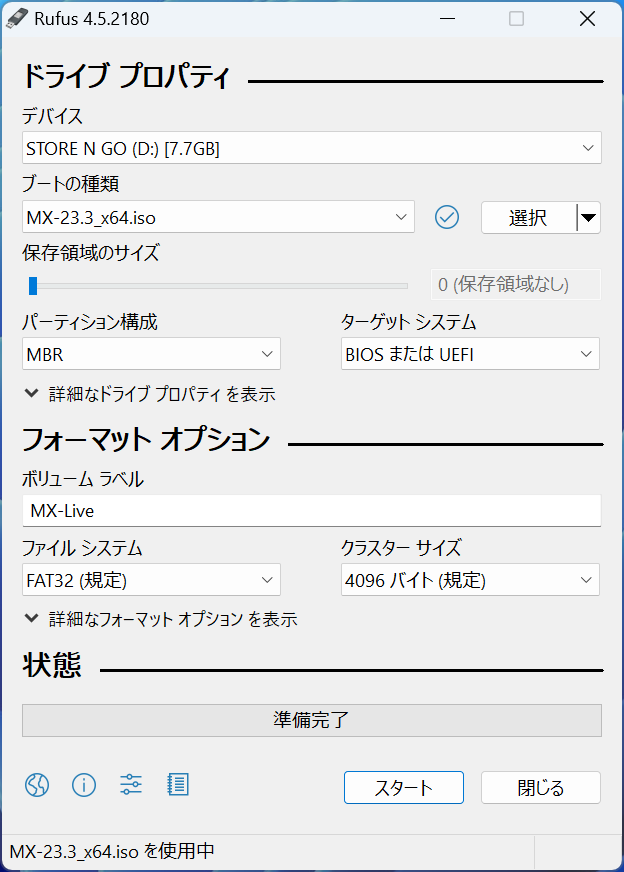 Rufus 4.5.2180
ドライブ プロパティ
デバイス
STORE N GO (D:) [7.7GB]
ブートの種類
MX-23.3_x64.iso
選択
保存領域のサイズ
0 (保存領域なし)
パーティション構成
ターゲット システム
MBR
BIOS または UEFI
詳細なドライブ プロパティを表示
フォーマット オプション
ボリューム ラベル
MX-Live
ファイル システム
クラスター サイズ
FAT32 (規定)
4096 バイト (規定)
詳細なフォーマット オプション を表示
状態
準備完了
スタート
閉じる
MX-23.3_x64.iso を使用中